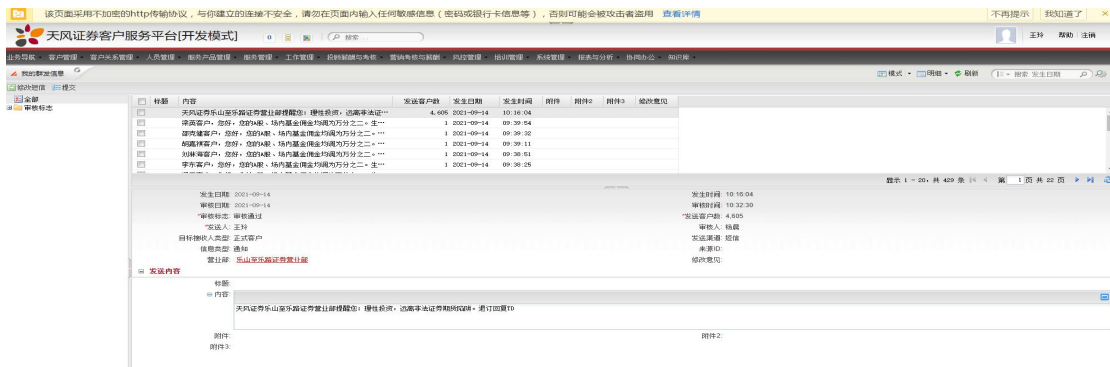 该页面采用不加密的http传输协议，与你建立的连接不安全，请勿在页面内输入任何敏感信息（密码或银行卡信息等），否则可能会被攻击者盗用 查看详情 不再提示 我知道了 ×
天风证券客户服务平台[开发模式] 搜索... 王玲 帮助 注销
业务导航 客户管理 客户关系管理 人员管理 服务产品管理 服务管理 工作管理 投顾薪酬与考核 营销考核与薪酬 风控管理 培训管理 系统管理 报表与分析 协同办公 知识库
我的群发信息 模式 明细 刷新 搜索 发生日期
修改短信 提交
全部
审核标志
标题 内容 发送客户数 发生日期 发生时间 附件 附件2 附件3 修改意见
天风证券乐山至乐路证券营业部提醒您：理性投资，远离非法证… 4,605 2021-09-14 10:16:04
梁英客户，您好，您的A股、场内基金佣金均调为万分之二。生… 1 2021-09-14 09:39:54
邵克健客户，您好，您的A股、场内基金佣金均调为万分之二。生… 1 2021-09-14 09:39:32
客户，您好，您的A股、场内基金佣金均调为万分之二。生… 1 2021-09-14 09:39:11
刘林海客户，您好，您的A股、场内基金佣金均调为万分之二。生… 1 2021-09-14 09:38:51
李东客户，您好，您的A股、场内基金佣金均调为万分之二。生… 1 2021-09-14 09:38:25
显示 1 - 20，共 429 条 第 1 页 共 22 页
发生日期: 2021-09-14 发生时间: 10:16:04
审核日期: 2021-09-14 审核时间: 10:32:30
*审核标志: 审核通过 *发送客户数: 4,605
*发送人: 王玲 审核人: 杨晨
目标接收人类型: 正式客户 发送渠道: 短信
信息类型: 通知 来源ID:
营业部: 乐山至乐路证券营业部 修改意见:
发送内容
标题:
内容:
天风证券乐山至乐路证券营业部提醒您：理性投资，远离非法证券期货陷阱。退订回复TD
附件: 附件2:
附件3: